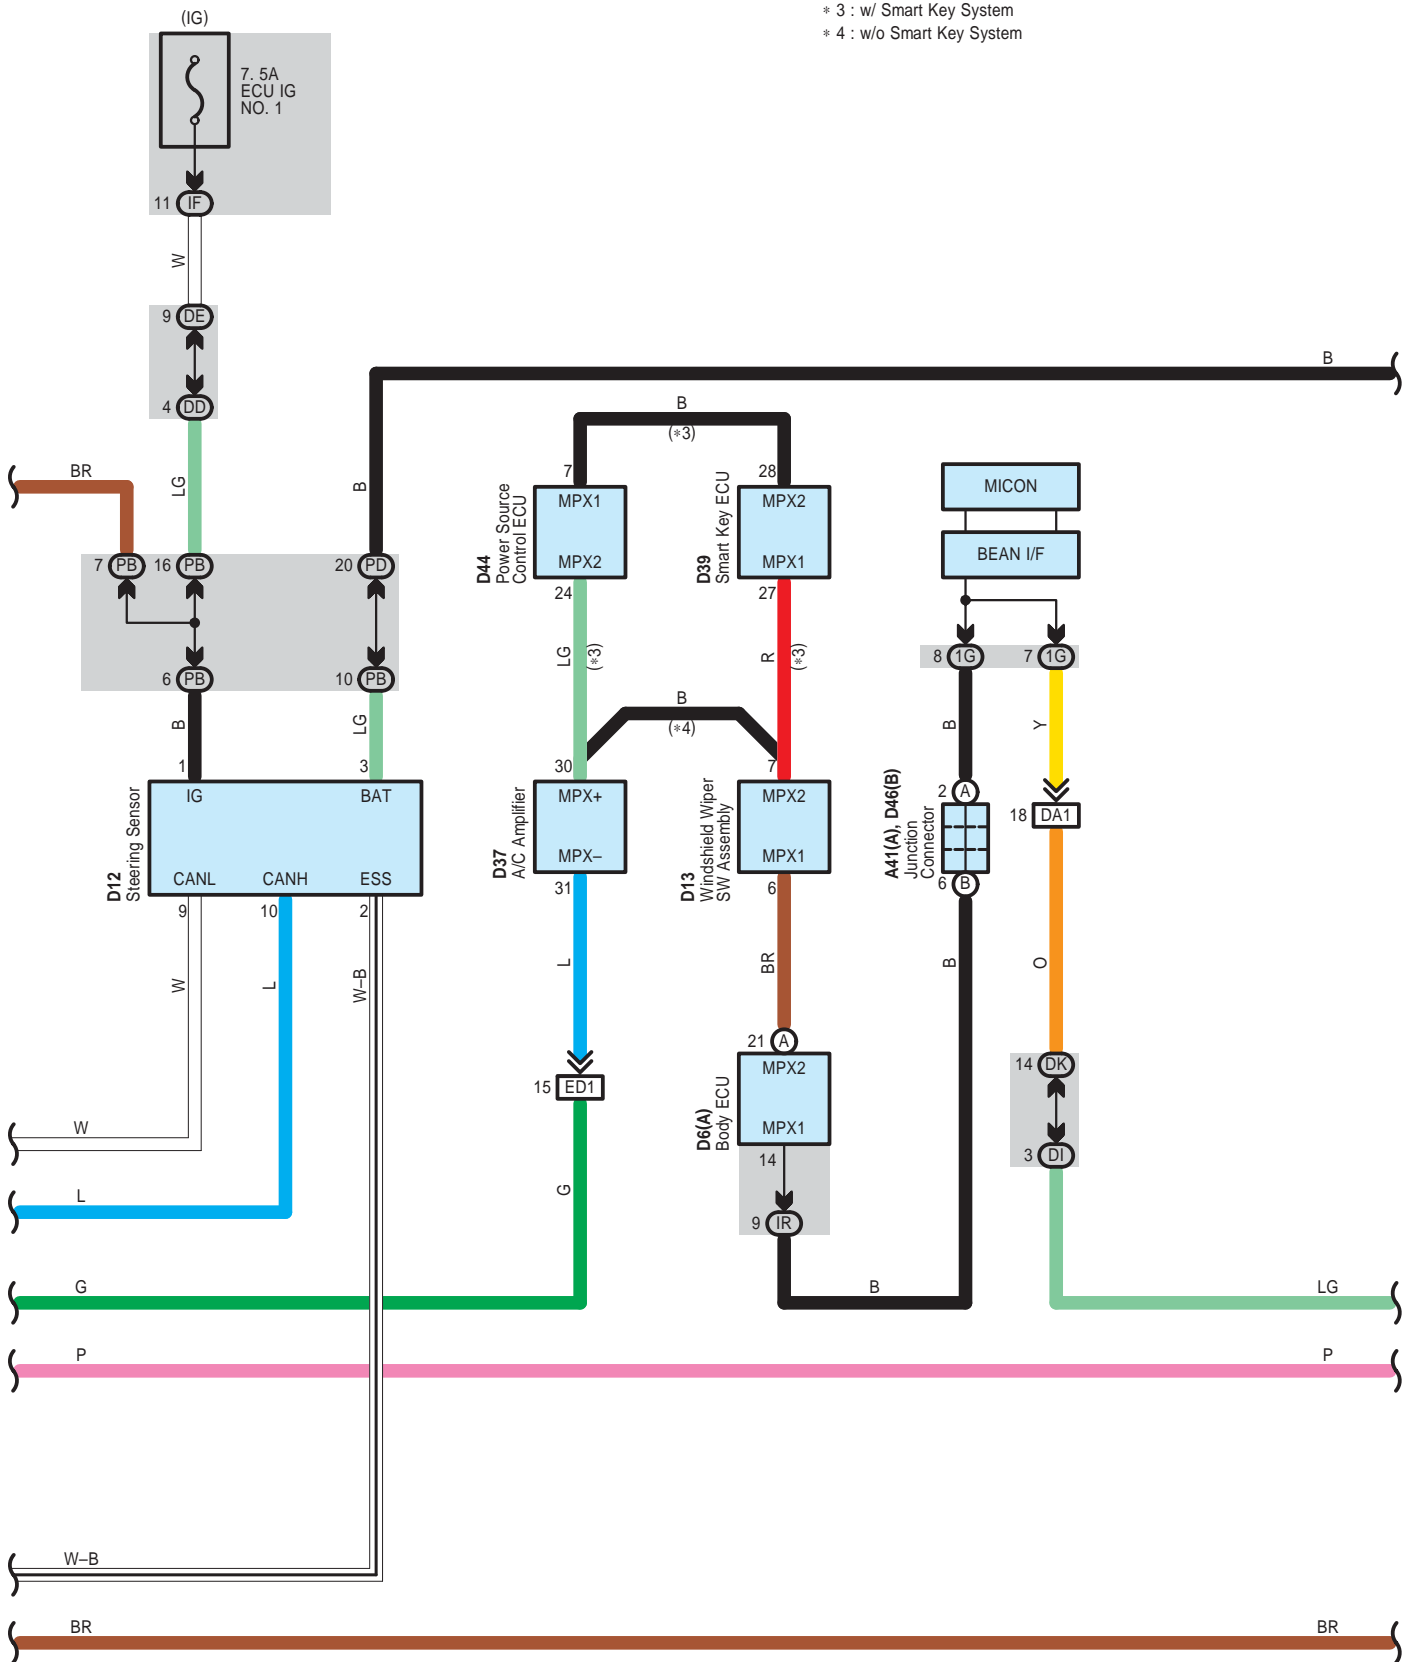 * 3 : w/ Smart Key System
* 4 : w/o Smart Key System
(IG)
7. 5A
ECU IG
NO. 1
11 IF
W
9 DE
4 DD
B
BR
LG
B
B
(*3)
7 PB
16 PB
20 PD
6 PB
10 PB
B
LG
1
3
IG
BAT
CANL
CANH
ESS
D12
Steering Sensor
9
10
2
W
L
W–B
7
MPX1
MPX2
D44
Power Source
Control ECU
24
LG
(*3)
28
MPX2
MPX1
D39
Smart Key ECU
27
R
(*3)
B
(*4)
30
MPX+
MPX–
D37
A/C Amplifier
31
L
15 ED1
G
7
MPX2
MPX1
D13
Windshield Wiper
SW Assembly
6
BR
21 A
MPX2
MPX1
D6(A)
Body ECU
14
9 IR
B
MICON
BEAN I/F
8 1G
7 1G
B
Y
2 A
A41(A), D46(B)
Junction
Connector
6 B
B
18 DA1
O
14 DK
3 DI
W
L
G
LG
P
P
W–B
BR
BR